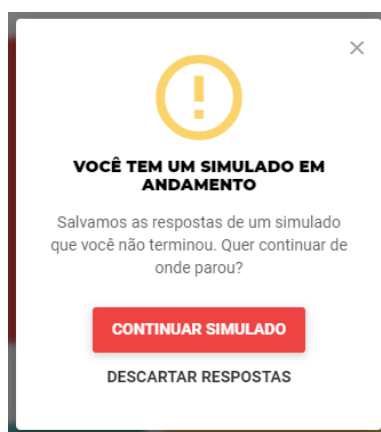 VOCÊ TEM UM SIMULADO EM
ANDAMENTO
Salvamos as respostas de um simulado
que você não terminou. Quer continuar de
onde parou?
CONTINUAR SIMULADO
DESCARTAR RESPOSTAS